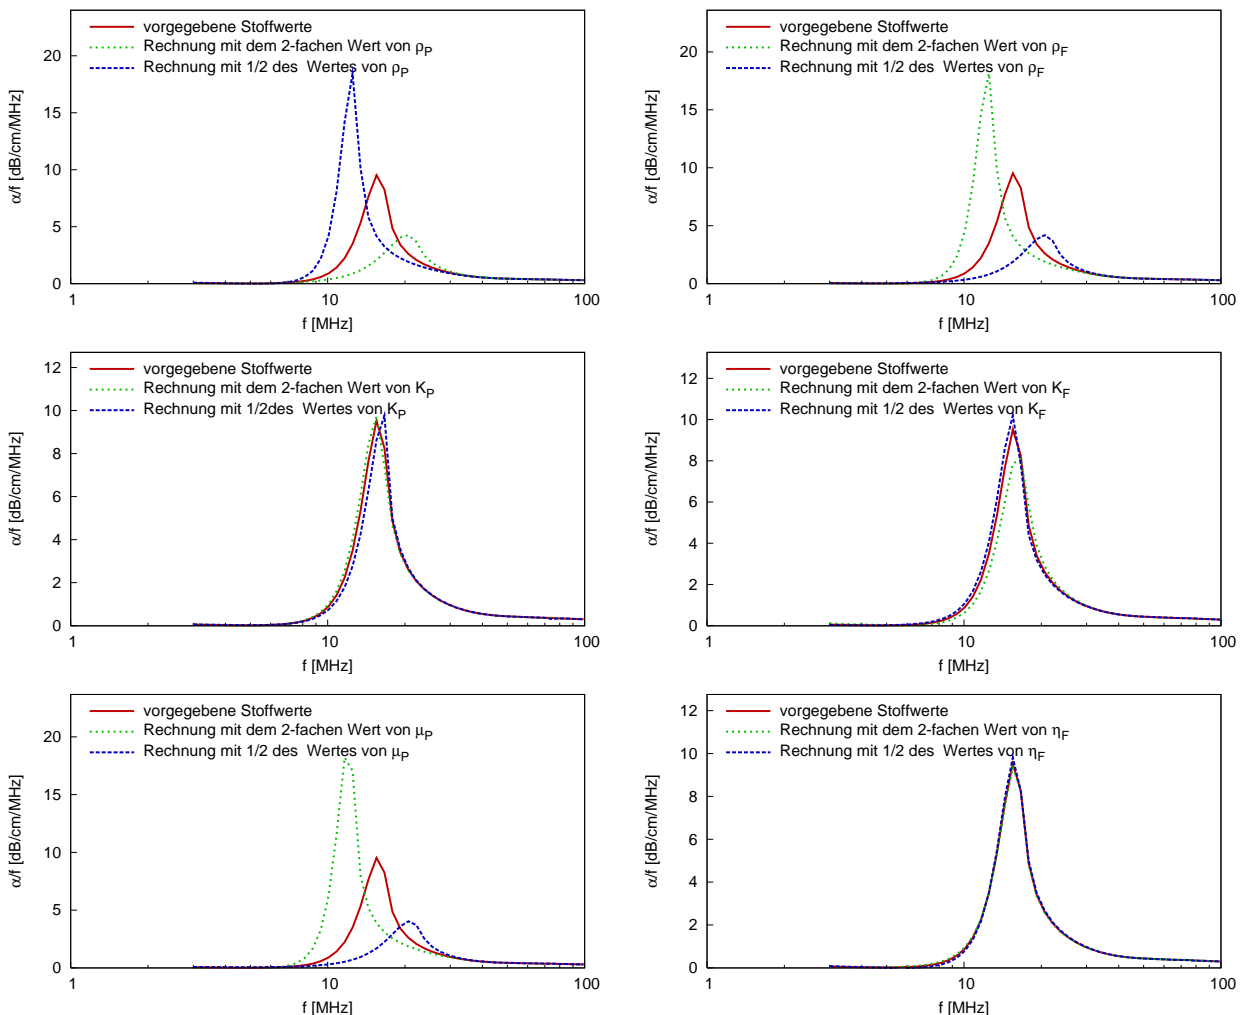 vorgegebene Stoffwerte
Rechnung mit dem 2-fachen Wert von ρP
Rechnung mit 1/2 des Wertes von ρP
20
15
10
5
0
α/f [dB/cm/MHz]
1
10
100
f [MHz]
vorgegebene Stoffwerte
Rechnung mit dem 2-fachen Wert von ρF
Rechnung mit 1/2 des Wertes von ρF
20
15
10
5
0
α/f [dB/cm/MHz]
1
10
100
f [MHz]
vorgegebene Stoffwerte
Rechnung mit dem 2-fachen Wert von KP
Rechnung mit 1/2des Wertes von KP
12
10
8
6
4
2
0
α/f [dB/cm/MHz]
1
10
100
f [MHz]
vorgegebene Stoffwerte
Rechnung mit dem 2-fachen Wert von KF
Rechnung mit 1/2 des Wertes von KF
12
10
8
6
4
2
0
α/f [dB/cm/MHz]
1
10
100
f [MHz]
vorgegebene Stoffwerte
Rechnung mit dem 2-fachen Wert von μP
Rechnung mit 1/2 des Wertes von μP
20
15
10
5
0
α/f [dB/cm/MHz]
1
10
100
f [MHz]
vorgegebene Stoffwerte
Rechnung mit dem 2-fachen Wert von ηF
Rechnung mit 1/2 des Wertes von ηF
12
10
8
6
4
2
0
α/f [dB/cm/MHz]
1
10
100
f [MHz]